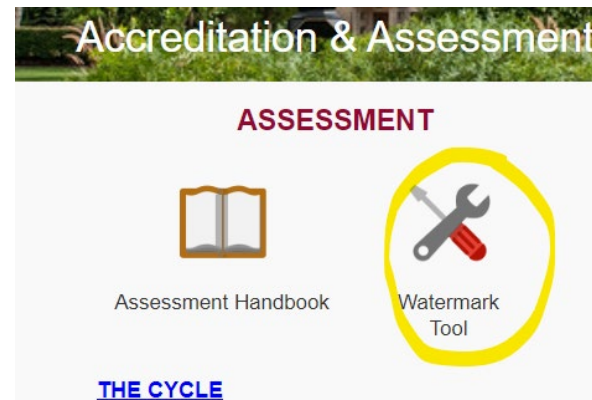 Accreditation & Assessment
ASSESSMENT
Assessment Handbook
Watermark
Tool
THE CYCLE